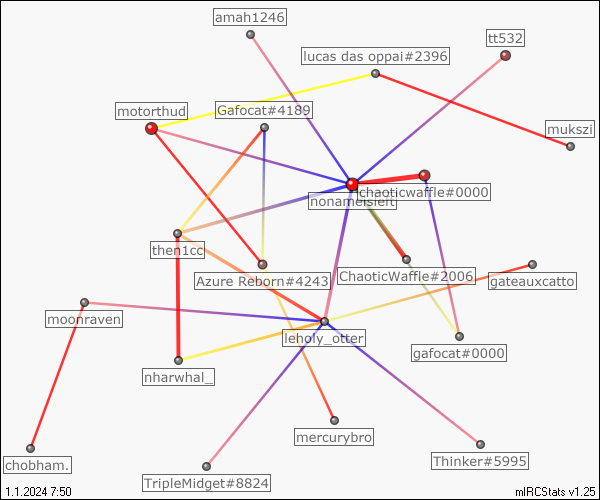 amah1246
tt532
lucas das oppai#2396
motorthud
Gafocat#4189
mukszi
chaoticwaffle#0000
then1cc
Azure Reborn#4243
ChaoticWaffle#2006
gateauxcatto
moonraven
leholy_otter
gafocat#0000
nharwhal_
mercurybro
chobham.
Thinker#5995
TripleMidget#8824
1.1.2024 7:50
mIRCStats v1.25